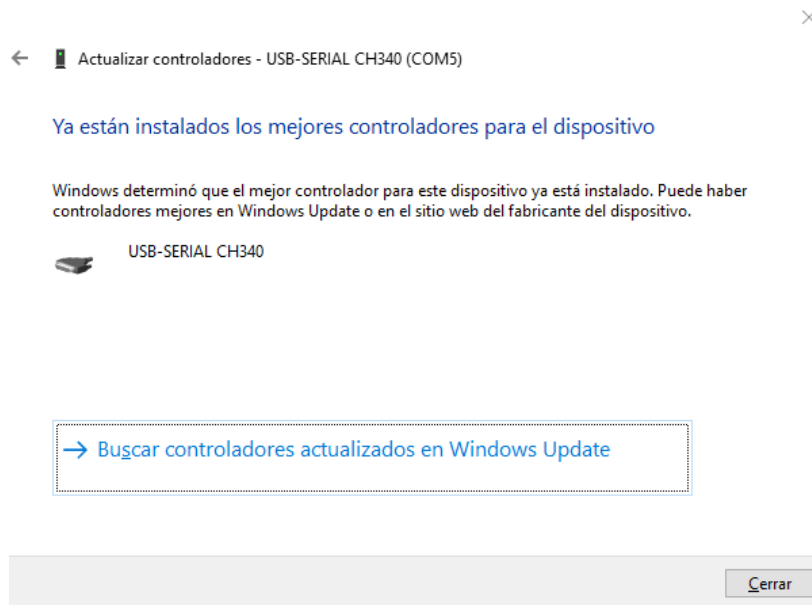 Actualizar controladores - USB-SERIAL CH340 (COM5)
Ya están instalados los mejores controladores para el dispositivo
Windows determinó que el mejor controlador para este dispositivo ya está instalado. Puede haber
controladores mejores en Windows Update o en el sitio web del fabricante del dispositivo.
USB-SERIAL CH340
Buscar controladores actualizados en Windows Update
Cerrar